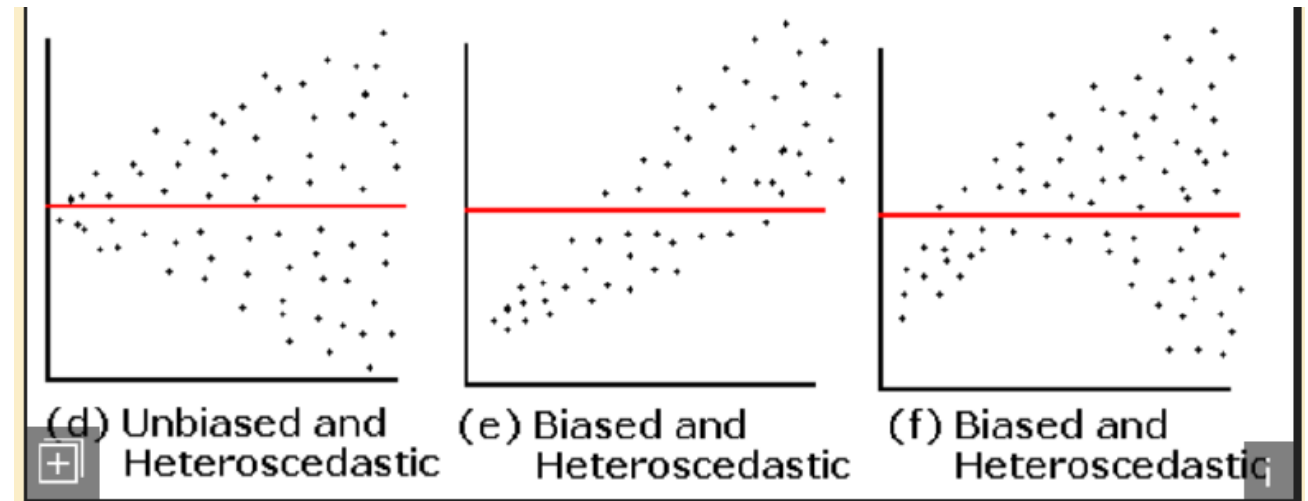 (d) Unbiased and
Heteroscedastic
(e) Biased and
Heteroscedastic
(f) Biased and
Heteroscedastic